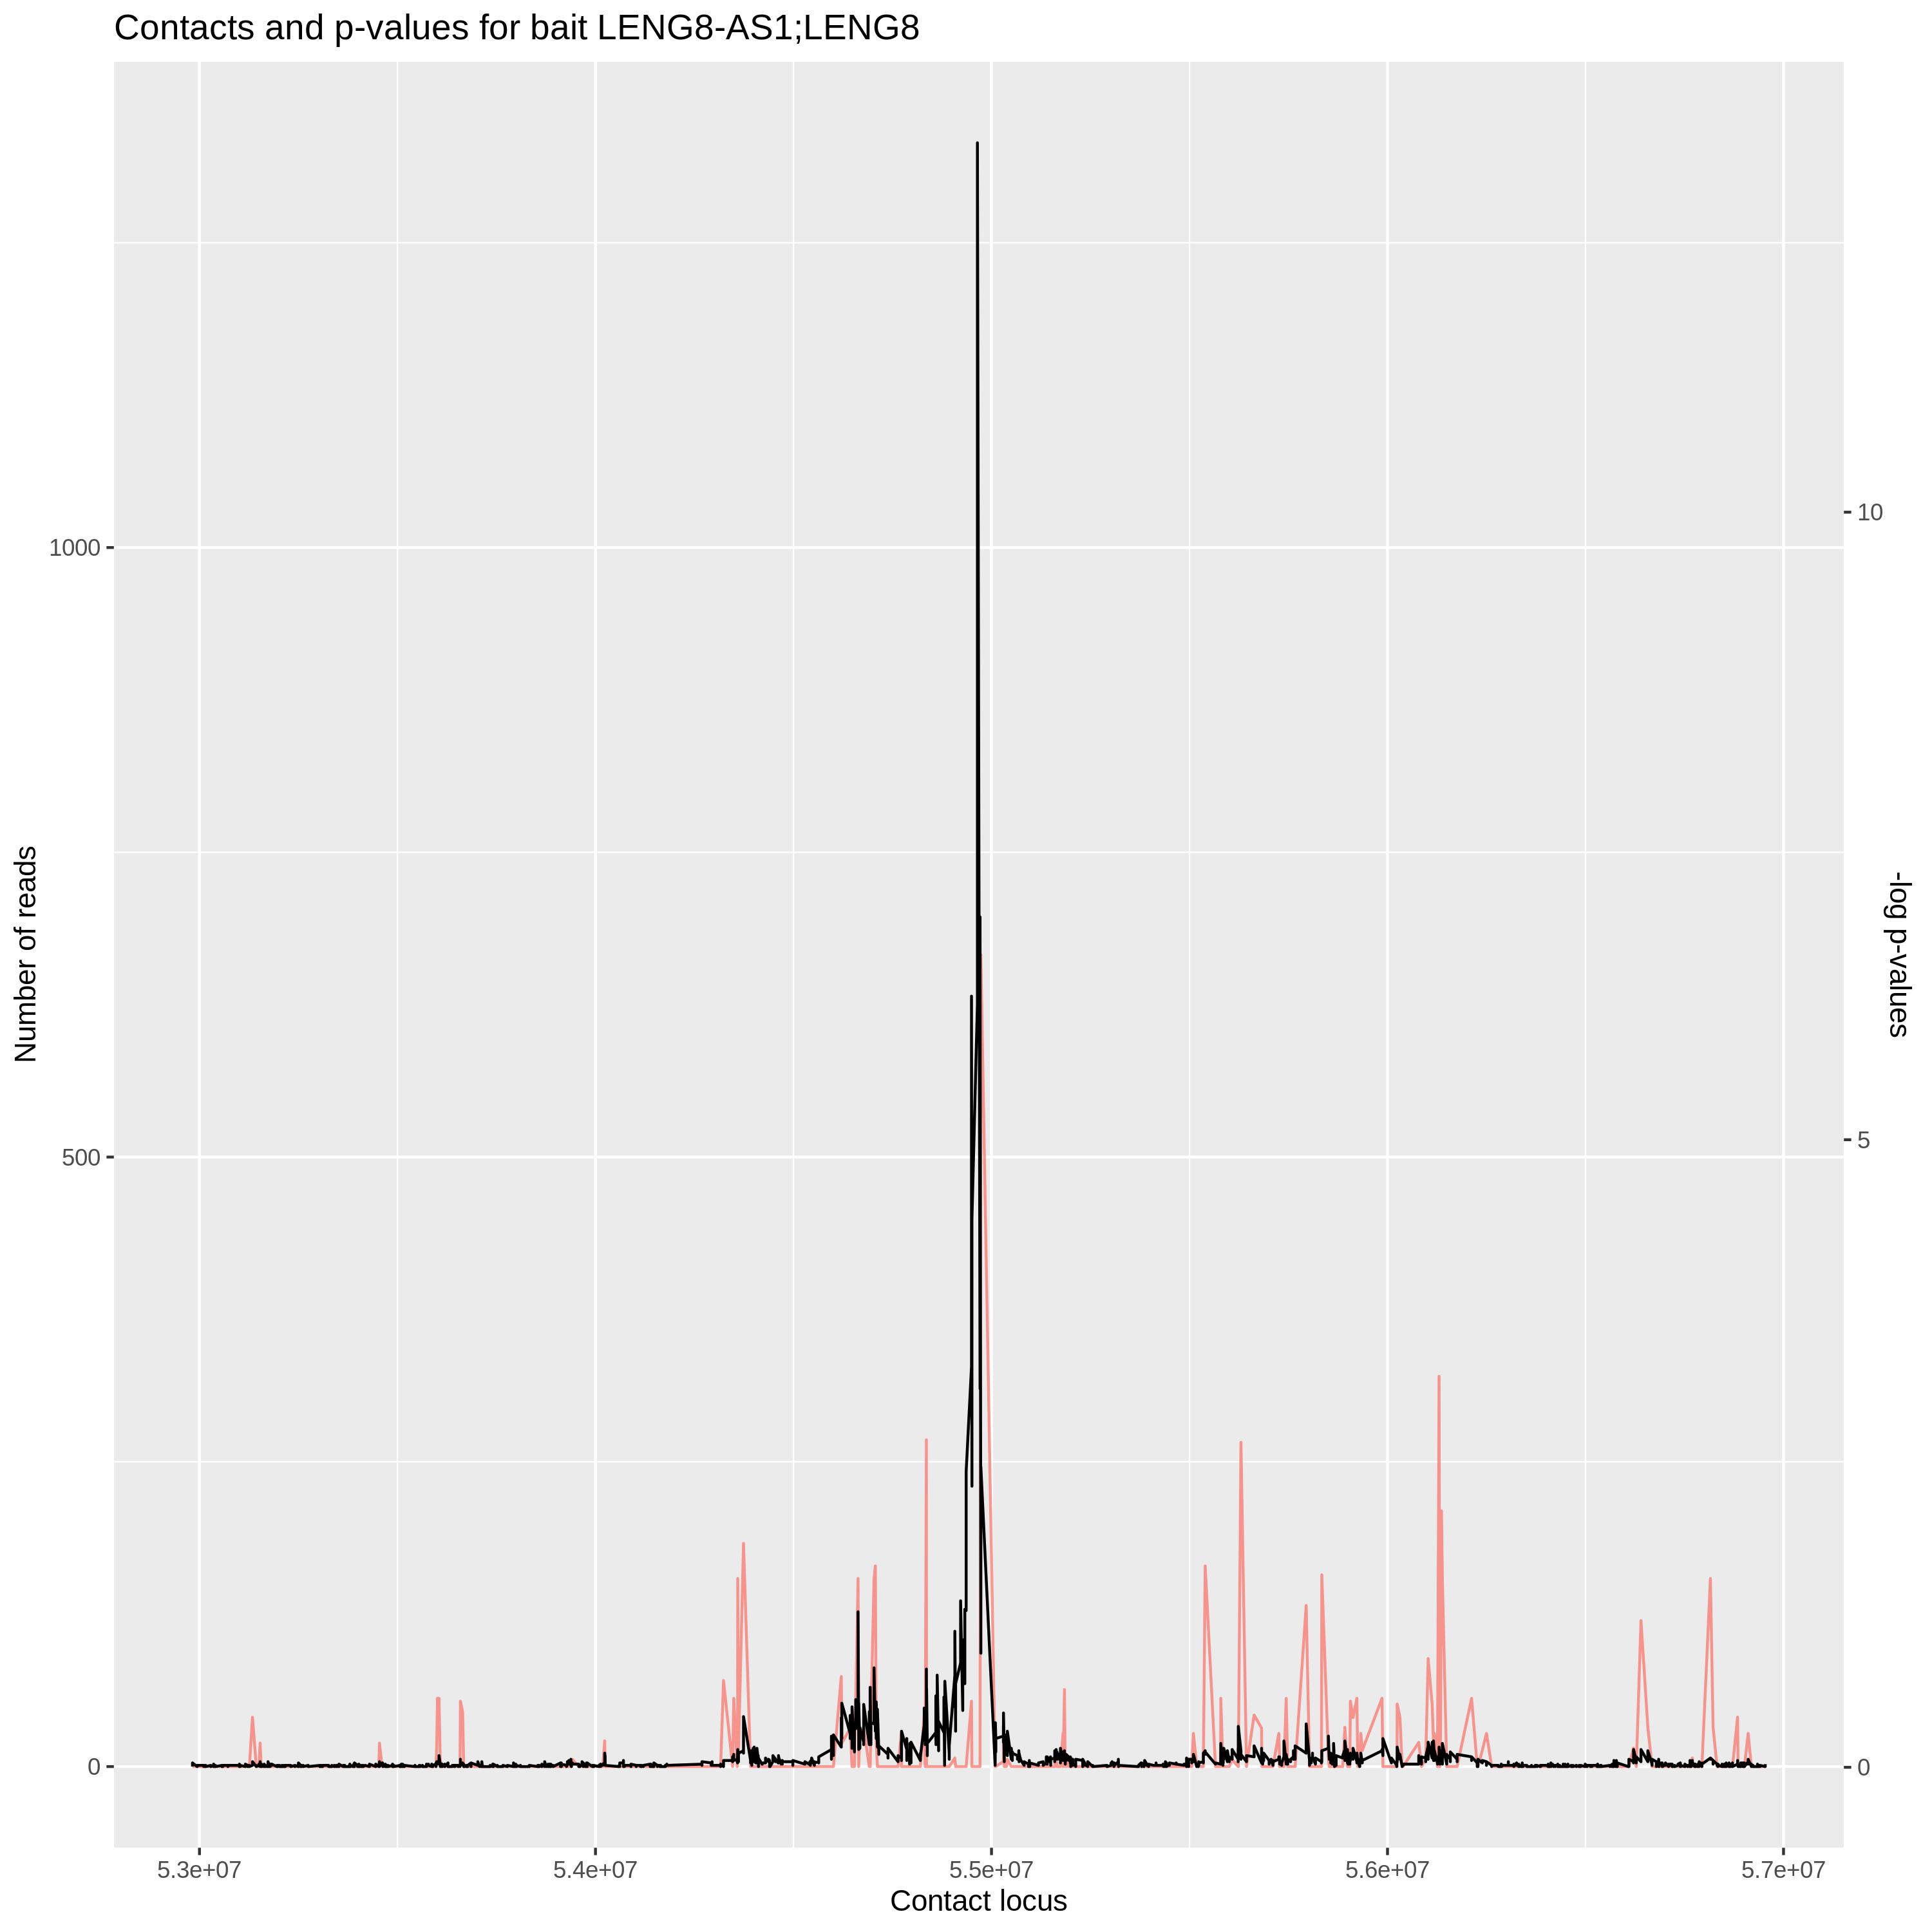 Contacts and p-values for bait LENG8-AS1;LENG8
Number of reads
1000
500
0
10
5
0
-log p-values
5.3e+07
5.4e+07
5.5e+07
5.6e+07
5.7e+07
Contact locus